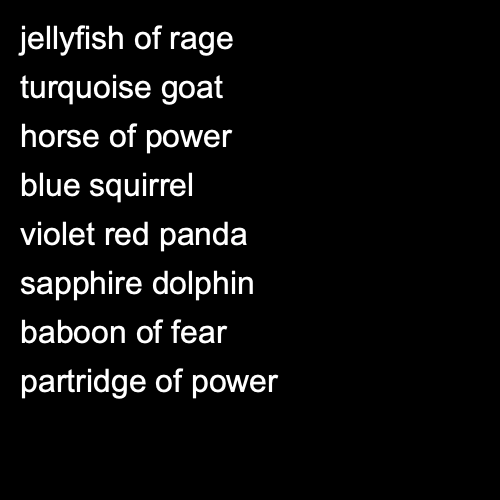 jellyfish of rage
turquoise goat
horse of power
blue squirrel
violet red panda
sapphire dolphin
baboon of fear
partridge of power